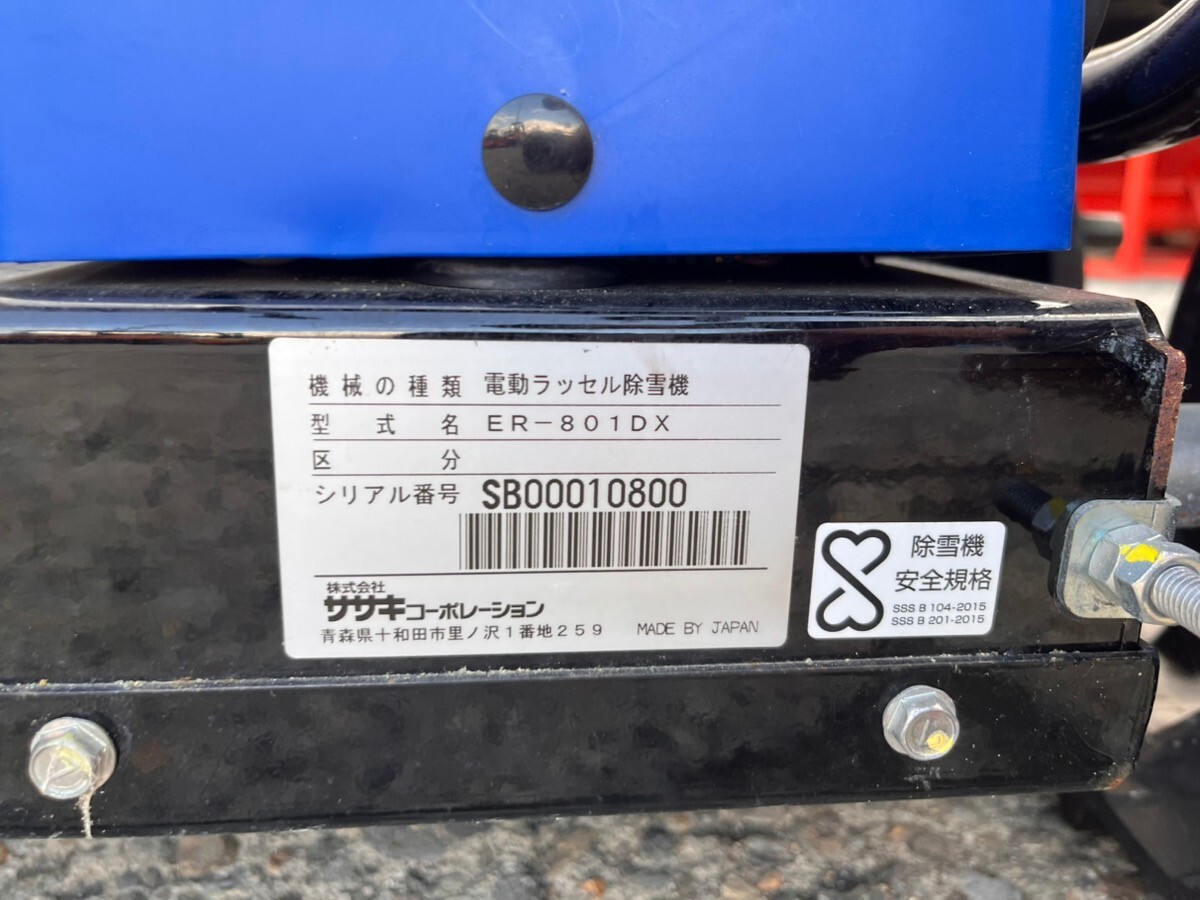 機械の種類 電動ラッセル除雪機
型式名 ER-801DX
区分
シリアル番号 SB00010800
株式会社
ササキコーポレーション
青森県十和田市里ノ沢1番地259 MADE BY JAPAN
除雪機
安全規格
SSS B 104-2015
SSS B 201-2015